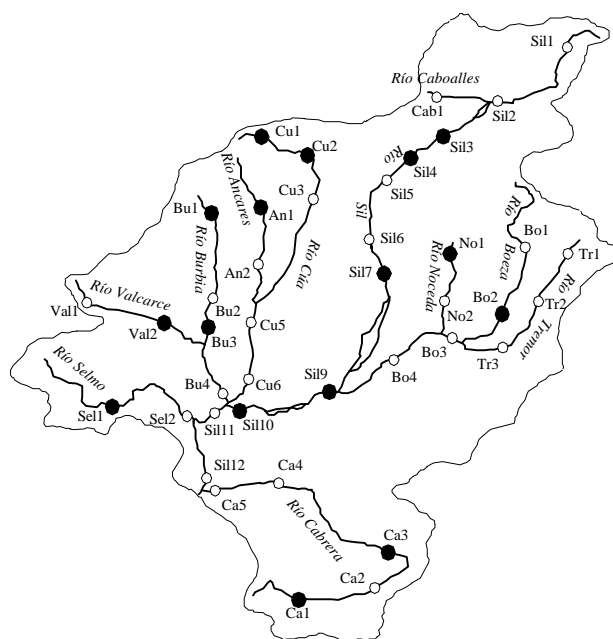 Sil1
Río Caboalles
Cab1
Sil2
Cu1
Cu2
Sil3
Río
Sil4
Río Ancares
Cu3
Sil5
Bu1
An1
Sil
Río
Río Burbia
Río Cúa
Sil6
No1
Bo1
Boeza
Tr1
An2
Sil7
Río Noceda
Río
Río Valcarce
Val1
Bu2
Bo2
Tr2
Tremor
Val2
Bu3
Cu5
No2
Bo3
Tr3
Río Selmo
Bo4
Bu4
Cu6
Sil9
Sel1
Sel2
Sil11
Sil10
Sil12
Ca4
Ca5
Río Cabrera
Ca3
Ca2
Ca1